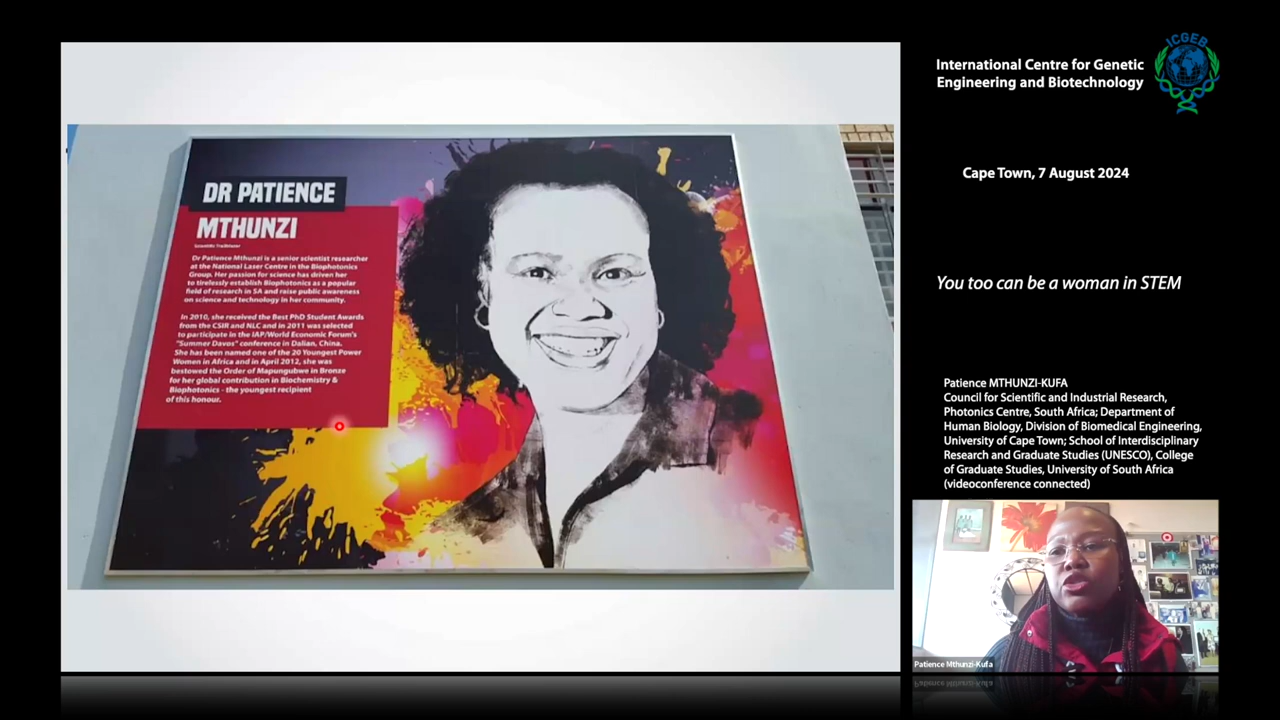 DR PATIENCE
MTHUNZI
Scientific Trailblazer
Dr Patience Mthunzi is a senior scientist researcher
at the National Laser Centre in the Biophotonics
Group. Her passion for science has driven her
to tirelessly establish Biophotonics as a popular
field of research in SA and raise public awareness
on science and technology in her community.
In 2010, she received the Best PhD Student Awards
from the CSIR and NLC and in 2011 was selected
to participate in the IAP/World Economic Forum's
"Summer Davos" conference in Dalian, China.
She has been named one of the 20 Youngest Power
Women in Africa and in April 2012, she was
bestowed the Order of Mapungubwe in Bronze
for her global contribution in Biochemistry &
Biophotonics - the youngest recipient
of this honour.
International Centre for Genetic
Engineering and Biotechnology
ICGEB
Cape Town, 7 August 2024
You too can be a woman in STEM
Patience MTHUNZI-KUFA
Council for Scientific and Industrial Research,
Photonics Centre, South Africa; Department of
Human Biology, Division of Biomedical Engineering,
University of Cape Town; School of Interdisciplinary
Research and Graduate Studies (UNESCO), College
of Graduate Studies, University of South Africa
(videoconference connected)
Patience Mthunzi-Kufa